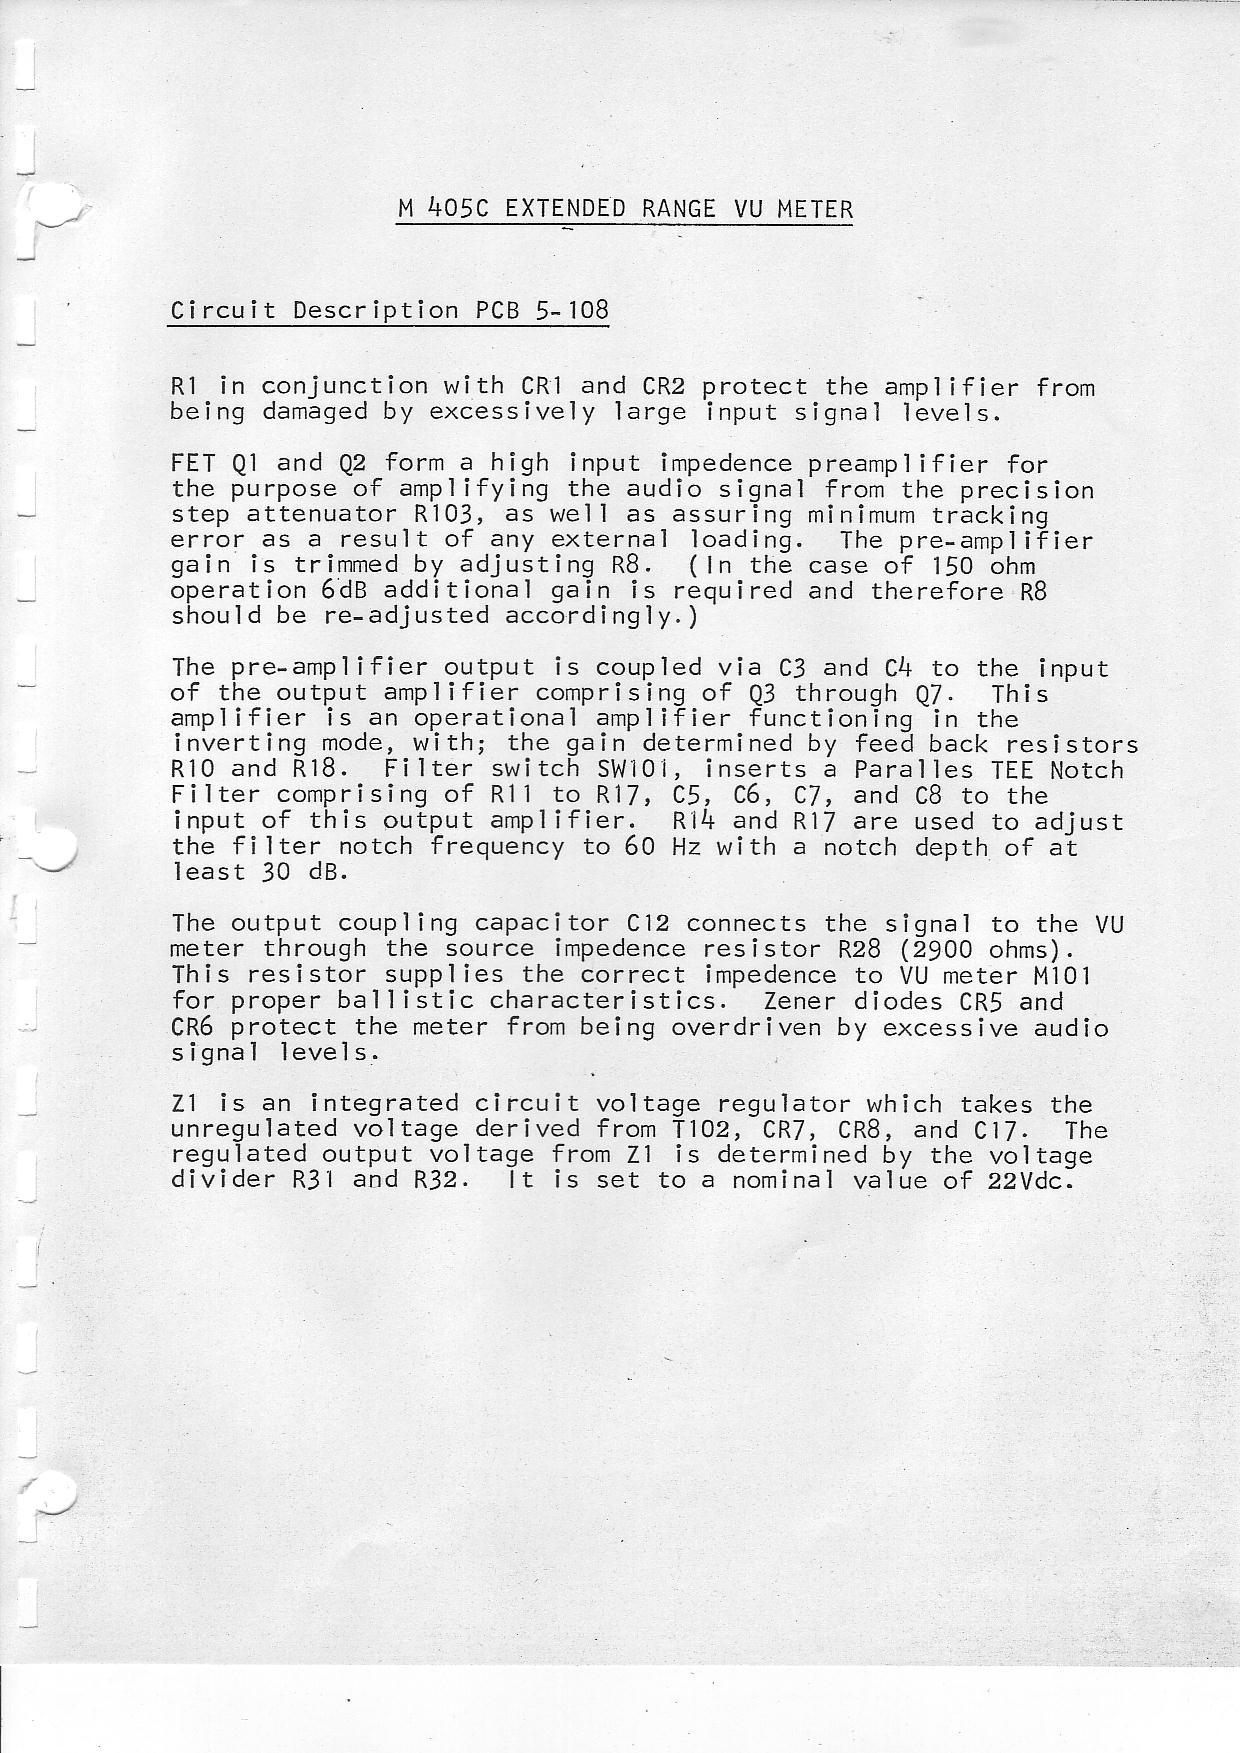 M 405C EXTENDED RANGE VU METER
Circuit Description PCB 5-108
R1 in conjunction with CR1 and CR2 protect the amplifier from
being damaged by excessively large input signal levels.
FET Q1 and Q2 form a high input impedence preamplifier for
the purpose of amplifying the audio signal from the precision
step attenuator R103, as well as assuring minimum tracking
error as a result of any external loading. The pre-amplifier
gain is trimmed by adjusting R8. (In the case of 150 ohm
operation 6dB additional gain is required and therefore R8
should be re-adjusted accordingly.)
The pre-amplifier output is coupled via C3 and C4 to the input
of the output amplifier comprising of Q3 through Q7. This
amplifier is an operational amplifier functioning in the
inverting mode, with; the gain determined by feed back resistors
R10 and R18. Filter switch SW101, inserts a Paralles TEE Notch
Filter comprising of R11 to R17, C5, C6, C7, and C8 to the
input of this output amplifier. R14 and R17 are used to adjust
the filter notch frequency to 60 Hz with a notch depth of at
least 30 dB.
The output coupling capacitor C12 connects the signal to the VU
meter through the source impedence resistor R28 (2900 ohms).
This resistor supplies the correct impedence to VU meter M101
for proper ballistic characteristics. Zener diodes CR5 and
CR6 protect the meter from being overdriven by excessive audio
signal levels.
Z1 is an integrated circuit voltage regulator which takes the
unregulated voltage derived from T102, CR7, CR8, and C17. The
regulated output voltage from Z1 is determined by the voltage
divider R31 and R32. It is set to a nominal value of 22Vdc.